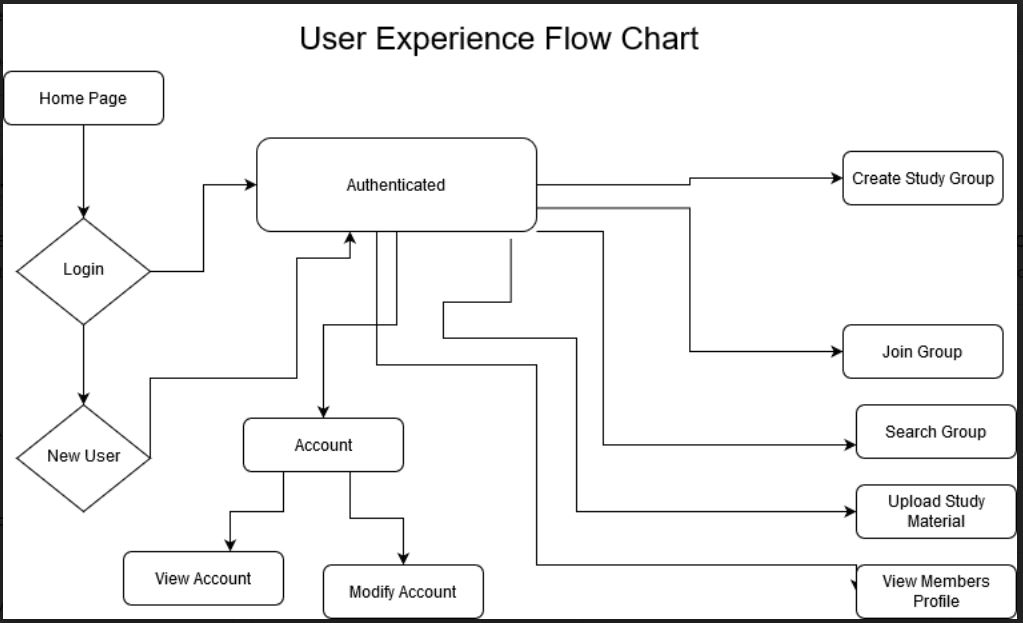 User Experience Flow Chart
Home Page
Authenticated
Create Study Group
Login
Join Group
Search Group
New User
Account
Upload Study
Material
View Account
Modify Account
View Members
Profile